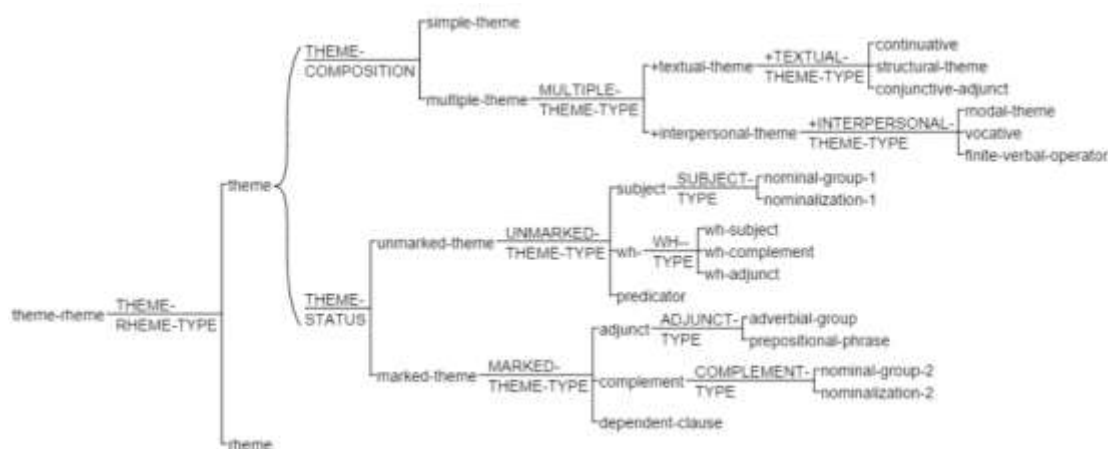 simple-theme
THEME-
COMPOSITION
multiple-theme
MULTIPLE-
THEME-TYPE
+textual-theme
+TEXTUAL-
THEME-TYPE
continuative
structural-theme
conjunctive-adjunct
+interpersonal-theme
+INTERPERSONAL-
THEME-TYPE
modal-theme
vocative
finite-verbal-operator
theme
unmarked-theme
UNMARKED-
THEME-TYPE
subject
SUBJECT-
TYPE
nominal-group-1
nominalization-1
wh-
WH--
TYPE
wh-subject
wh-complement
wh-adjunct
predicator
theme-rheme
THEME-
RHEME-TYPE
THEME-
STATUS
marked-theme
MARKED-
THEME-TYPE
adjunct
ADJUNCT-
TYPE
adverbial-group
prepositional-phrase
complement
COMPLEMENT-
TYPE
nominal-group-2
nominalization-2
dependent-clause
rheme